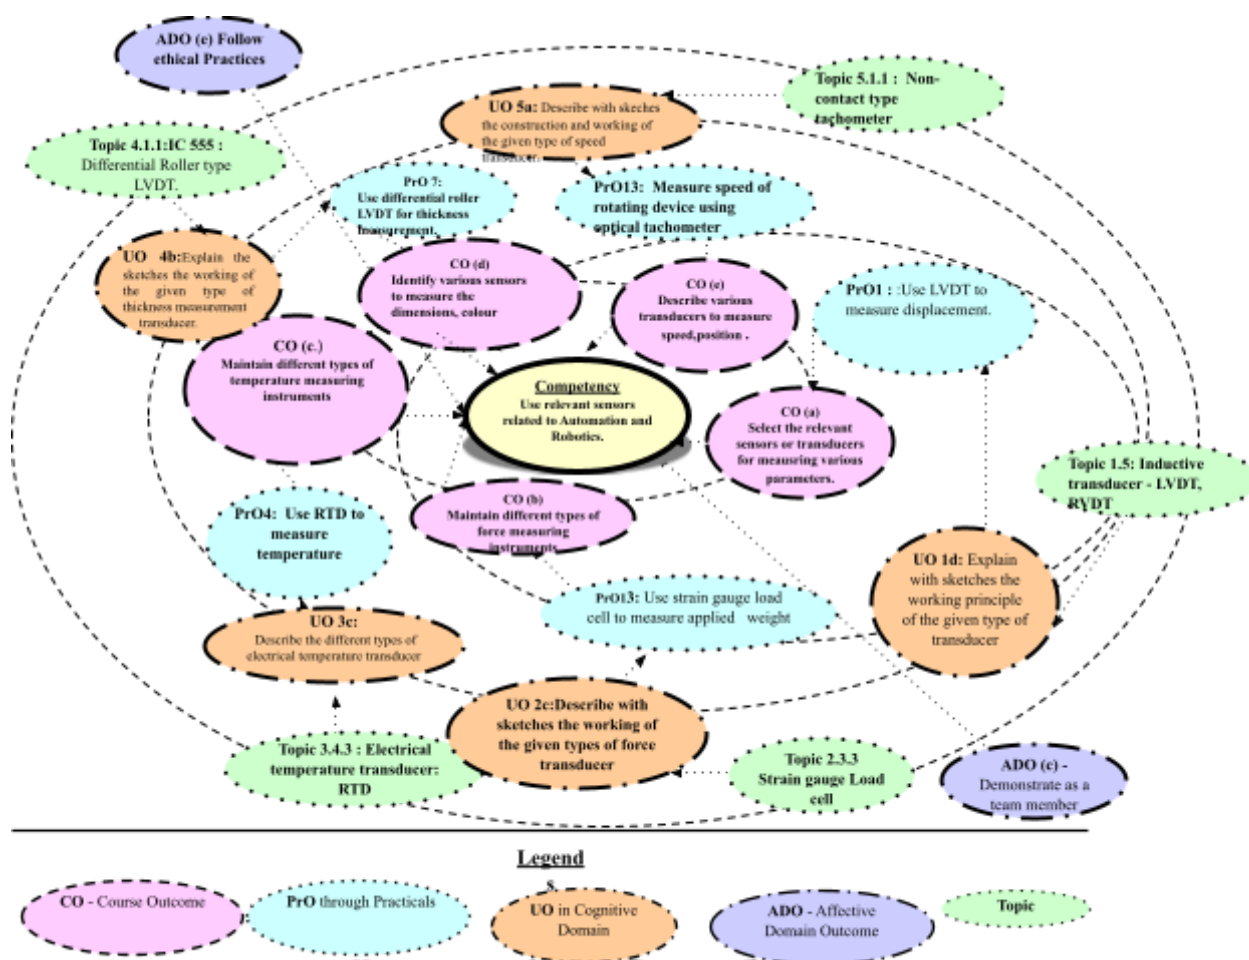 ADO (e) Follow
ethical Practices
Topic 5.1.1 : Non-
contact type
tachometer
UO 5a: Describe with skeches
the construction and working of
the given type of speed
transducer.
Topic 4.1.1:IC 555 :
Differential Roller type
LVDT.
PrO 7:
Use differential roller
LVDT for thickness
measurement.
PrO13: Measure speed of
rotating device using
optical tachometer
UO 4b:Explain the
sketches the working of
the given type of
thickness measurement
transducer.
CO (d)
Identify various sensors
to measure the
dimensions, colour
CO (e)
Describe various
transducers to measure
speed,position .
PrO1 : :Use LVDT to
measure displacement.
CO (c.)
Maintain different types of
temperature measuring
instruments
Competency
Use relevant sensors
related to Automation and
Robotics.
CO (a)
Select the relevant
sensors or transducers
for meausring various
parameters.
Topic 1.5: Inductive
transducer - LVDT,
RVDT
CO (b)
Maintain different types of
force measuring
instruments
PrO4: Use RTD to
measure
temperature
UO 1d: Explain
with sketches the
working principle
of the given type of
transducer
PrO13: Use strain gauge load
cell to measure applied weight
UO 3c:
Describe the different types of
electrical temperature transducer
UO 2c:Describe with
sketches the working of
the given types of force
transducer
Topic 3.4.3 : Electrical
temperature transducer:
RTD
Topic 2.3.3
Strain gauge Load
cell
ADO (c) -
Demonstrate as a
team member
Legend
s
CO - Course Outcome
PrO through Practicals
UO in Cognitive
Domain
ADO - Affective
Domain Outcome
Topic